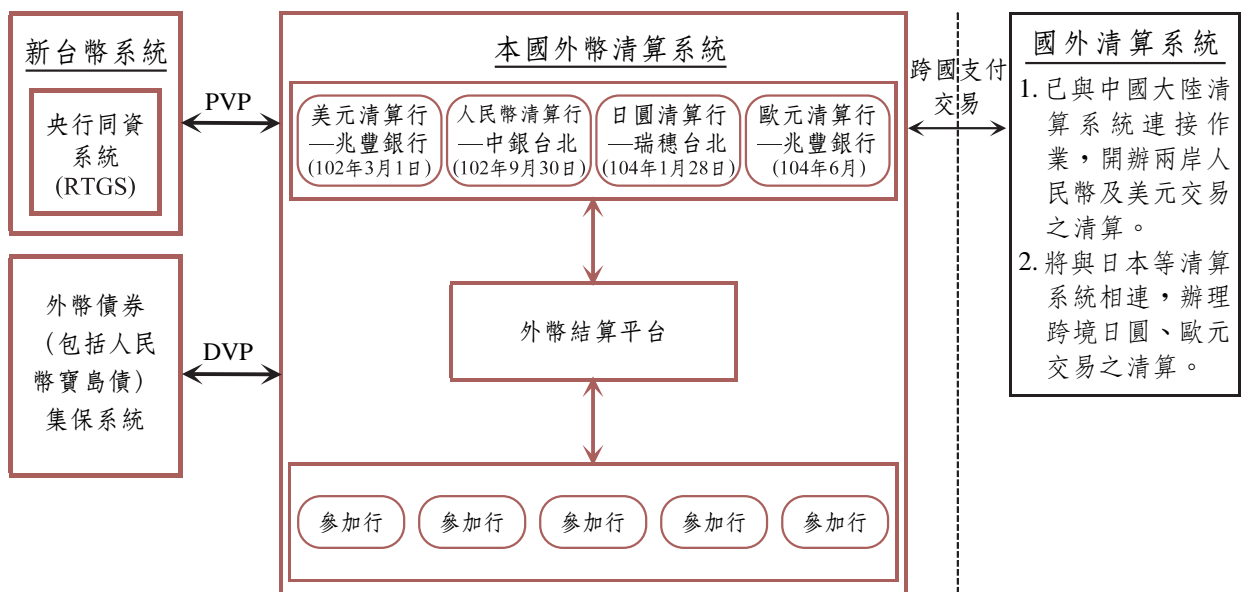 新台幣系統
央行同資
系統
(RTGS)
PVP
外幣債券
(包括人民
幣寶島債)
集保系統
DVP
本國外幣清算系統
美元清算行
—兆豐銀行
(102年3月1日)
人民幣清算行
—中銀台北
(102年9月30日)
日圓清算行
—瑞穗台北
(104年1月28日)
歐元清算行
—兆豐銀行
(104年6月)
外幣結算平台
參加行
參加行
參加行
參加行
參加行
跨國支付
交易
國外清算系統
1. 已與中國大陸清
算系統連接作
業，開辦兩岸人
民幣及美元交易
之清算。
2. 將與日本等清算
系統相連，辦理
跨境日圓、歐元
交易之清算。